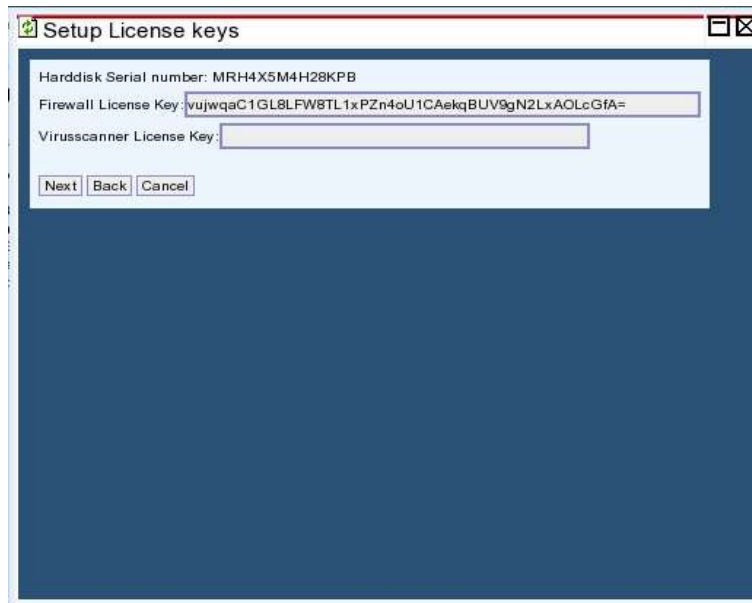 Setup License keys
Harddisk Serial number: MRH4X5M4H28KPB
Firewall License Key: vujwqaC1GL8LFW8TL1xPZn4oU1CAekqBUV9gN2LxAOLcGfA=
Virusscanner License Key:
Next Back Cancel